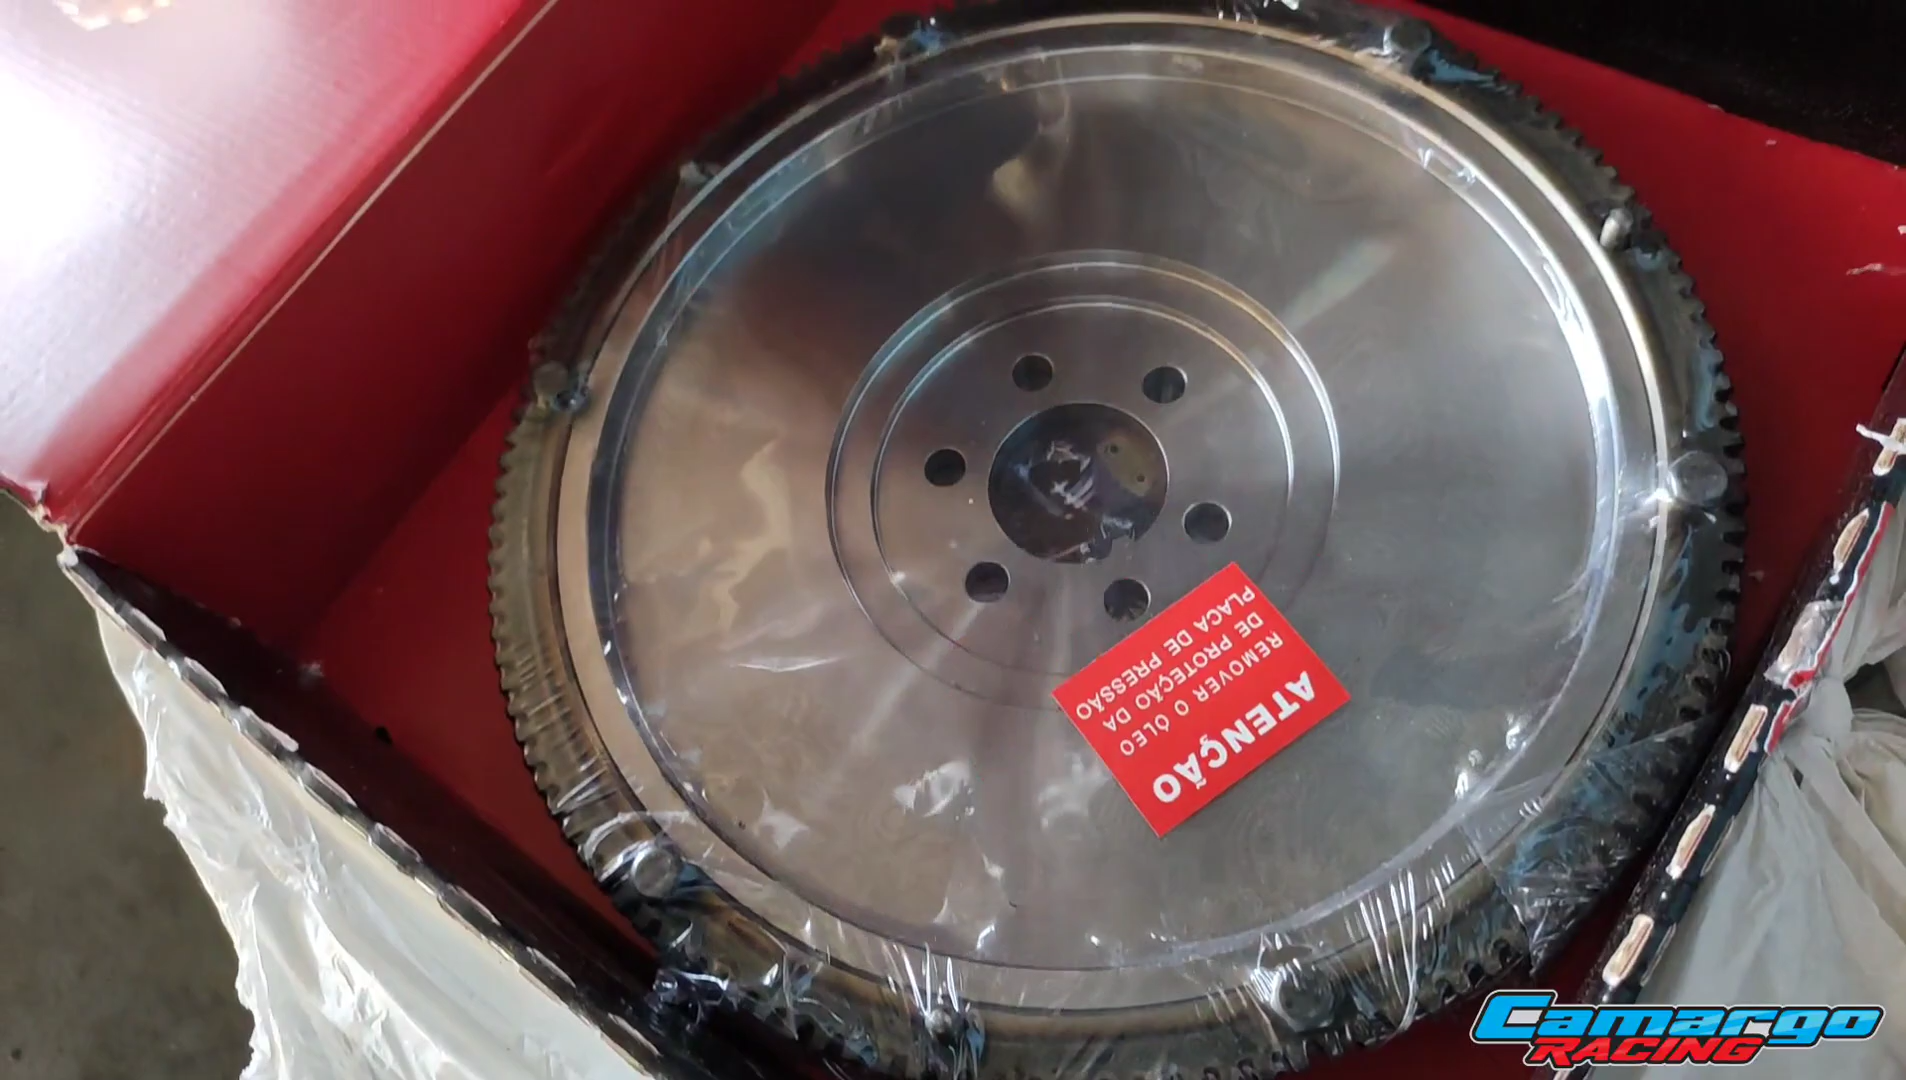 ATENÇÃO
REMOVER O ÓLEO
DE PROTEÇÃO DA
PLACA DE PRESSÃO
Camargo
RACING